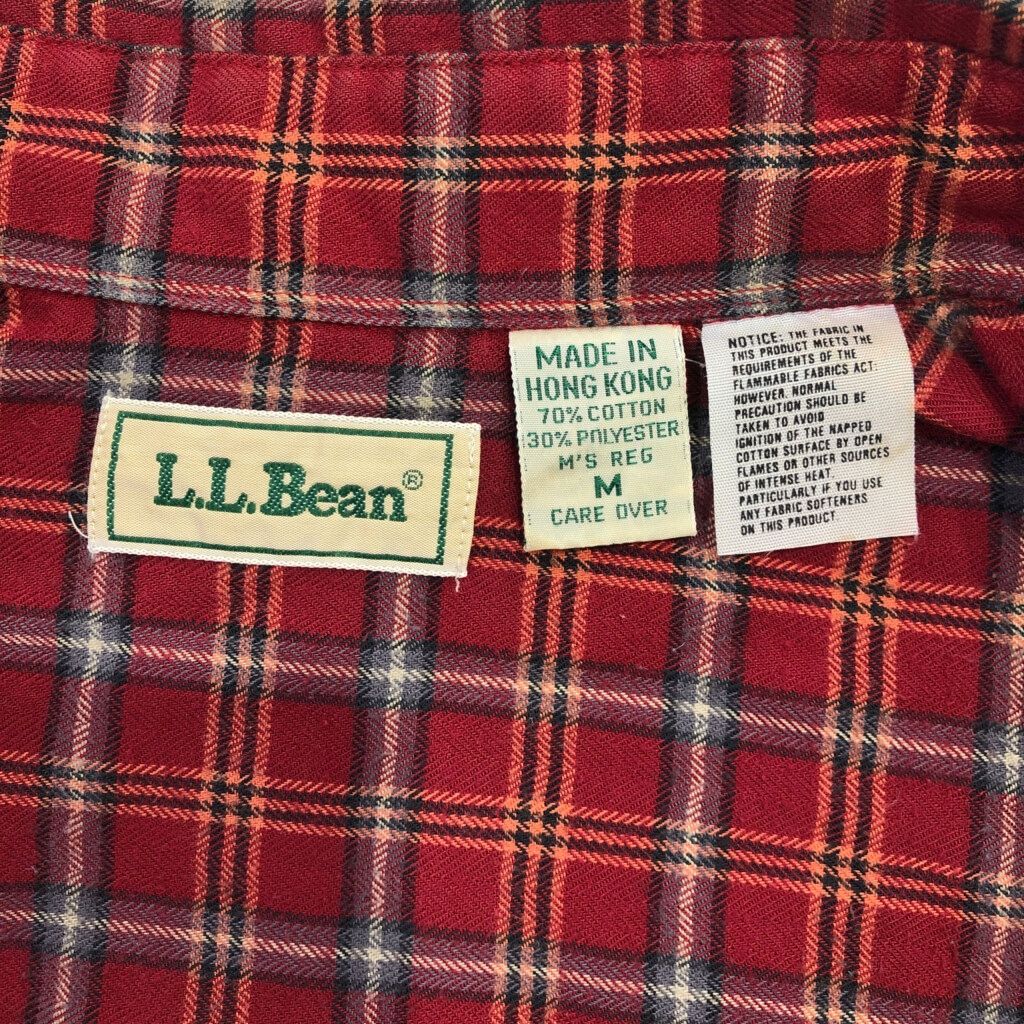 L.L.Bean®
MADE IN
HONG KONG
70% COTTON
30% POLYESTER
M'S REG
M
CARE OVER
NOTICE: THE FABRIC IN
THIS PRODUCT MEETS THE
REQUIREMENTS OF THE
FLAMMABLE FABRICS ACT:
HOWEVER, NORMAL
PRECAUTION SHOULD BE
TAKEN TO AVOID
IGNITION OF THE NAPPED
COTTON SURFACE BY OPEN
FLAMES OR OTHER SOURCES
OF INTENSE HEAT,
PARTICULARLY IF YOU USE
ANY FABRIC SOFTENERS
ON THIS PRODUCT